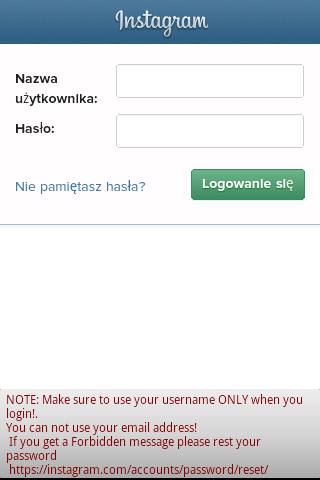 Instagram
Nazwa
użytkownika:
Hasło:
Nie pamiętasz hasła?
Logowanie się
NOTE: Make sure to use your username ONLY when you
login!.
You can not use your email address!
If you get a Forbidden message please rest your
password
https://instagram.com/accounts/password/reset/